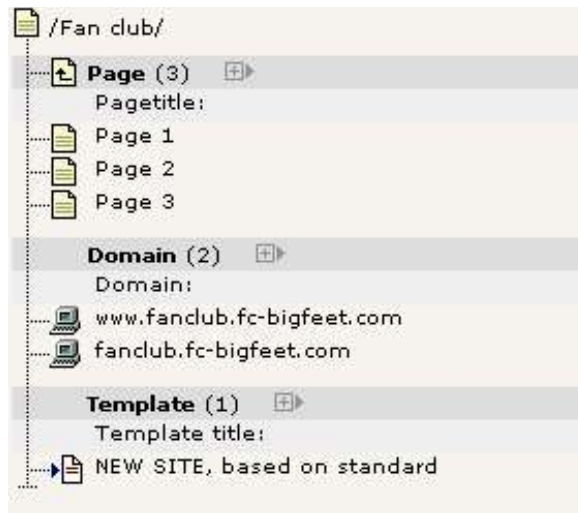 /Fan club/
Page (3)
Pagetitle:
Page 1
Page 2
Page 3
Domain (2)
Domain:
www.fanclub.fc-bigfeet.com
fanclub.fc-bigfeet.com
Template (1)
Template title:
NEW SITE, based on standard